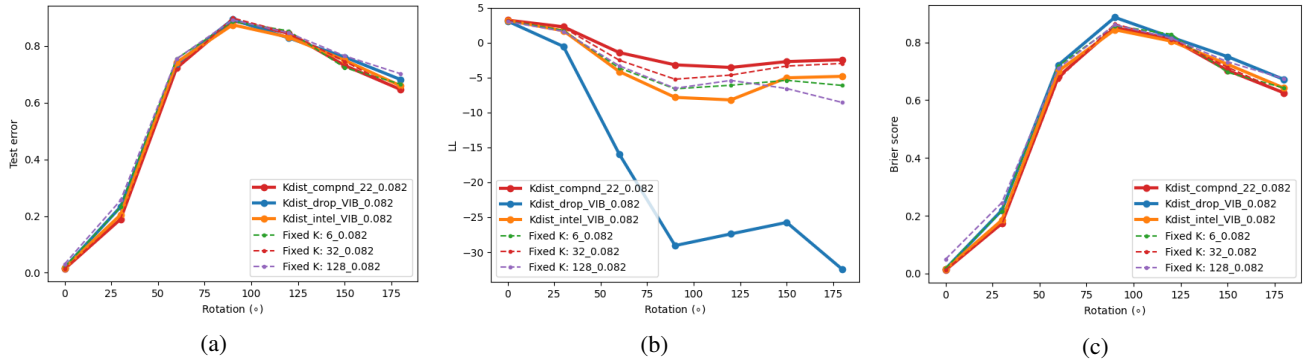 Test error
0.8
0.6
0.4
0.2
0.0
Kdist_compnd_22_0.082
Kdist_drop_VIB_0.082
Kdist_intel_VIB_0.082
Fixed K: 6_0.082
Fixed K: 32_0.082
Fixed K: 128_0.082
0 25 50 75 100 125 150 175
Rotation (∘)
(a)
LL
5
0
−5
−10
−15
−20
−25
−30
Kdist_compnd_22_0.082
Kdist_drop_VIB_0.082
Kdist_intel_VIB_0.082
Fixed K: 6_0.082
Fixed K: 32_0.082
Fixed K: 128_0.082
0 25 50 75 100 125 150 175
Rotation (∘)
(b)
Brier score
0.8
0.6
0.4
0.2
0.0
Kdist_compnd_22_0.082
Kdist_drop_VIB_0.082
Kdist_intel_VIB_0.082
Fixed K: 6_0.082
Fixed K: 32_0.082
Fixed K: 128_0.082
0 25 50 75 100 125 150 175
Rotation (∘)
(c)